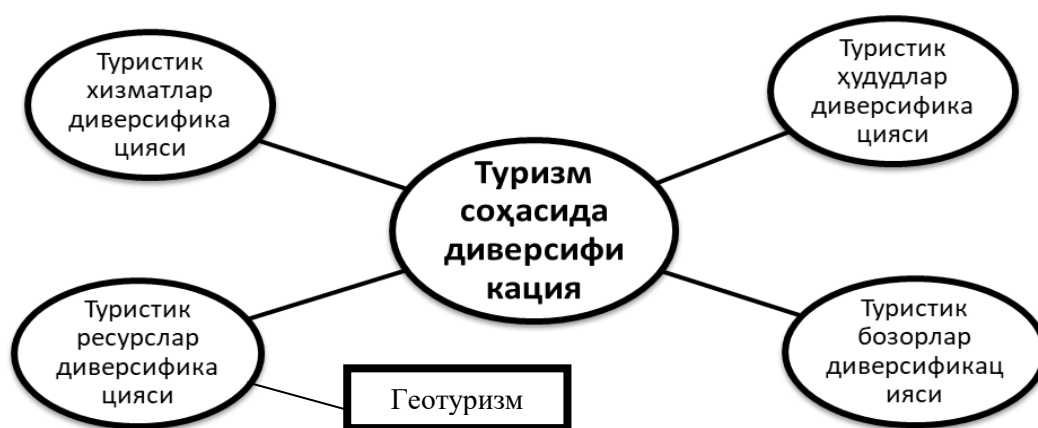 Туристик
хизматлар
диверсифика
цияси
Туристик
ҳудудлар
диверсифика
цияси
Туризм
соҳасида
диверсифи
кация
Туристик
ресурслар
диверсифика
цияси
Туристик
бозорлар
диверсификац
ияси
Геотуризм